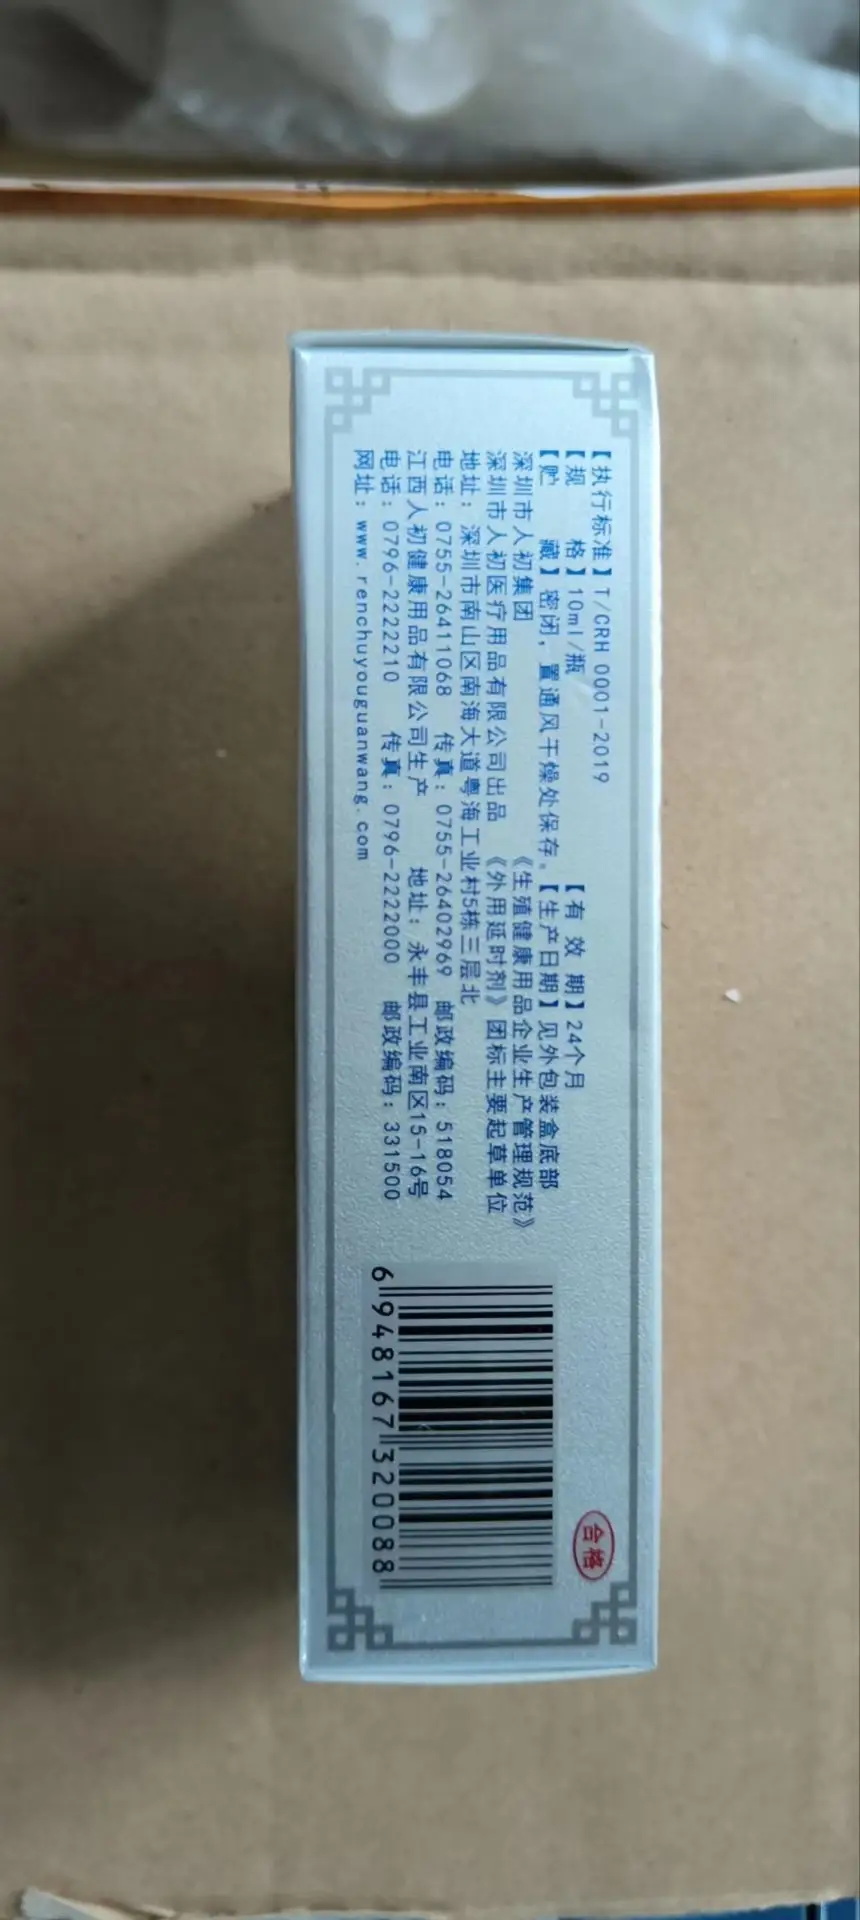 【执行标准】T/CRH 0001-2019
【规　　格】10ml/瓶　　【有 效 期】24个月
【贮　　藏】密闭，置通风干燥处保存。【生产日期】见外包装盒底部
深圳市人初集团　　《生殖健康用品企业生产管理规范》
深圳市人初医疗用品有限公司出品　《外用延时剂》团标主要起草单位
地址：深圳市南山区南海大道粤海工业村5栋三层北
电话：0755-26411068　传真：0755-26402969　邮政编码：518054
江西人初健康用品有限公司生产　　地址：永丰县工业南区15-16号
电话：0796-2222210　传真：0796-2222000　邮政编码：331500
网址：www.renchuyouguanwang.com
合格
6 948167 320088